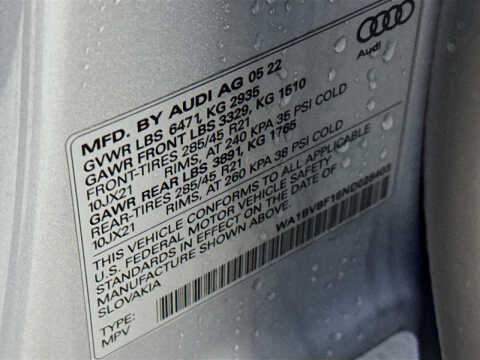 Audi
MFD. BY AUDI AG 05 22
GVWR LBS 6471, KG 2935
GAWR FRONT LBS 3329, KG 1510
FRONT-TIRES 285/45 R21
10JX21 RIMS, AT 240 KPA 35 PSI COLD
GAWR REAR LBS 3891, KG 1765
REAR-TIRES 285/45 R21
10JX21 RIMS, AT 260 KPA 38 PSI COLD
THIS VEHICLE CONFORMS TO ALL APPLICABLE
U.S. FEDERAL MOTOR VEHICLE SAFETY
STANDARDS IN EFFECT ON THE DATE OF
MANUFACTURE SHOWN ABOVE.
SLOVAKIA
TYPE:
MPV